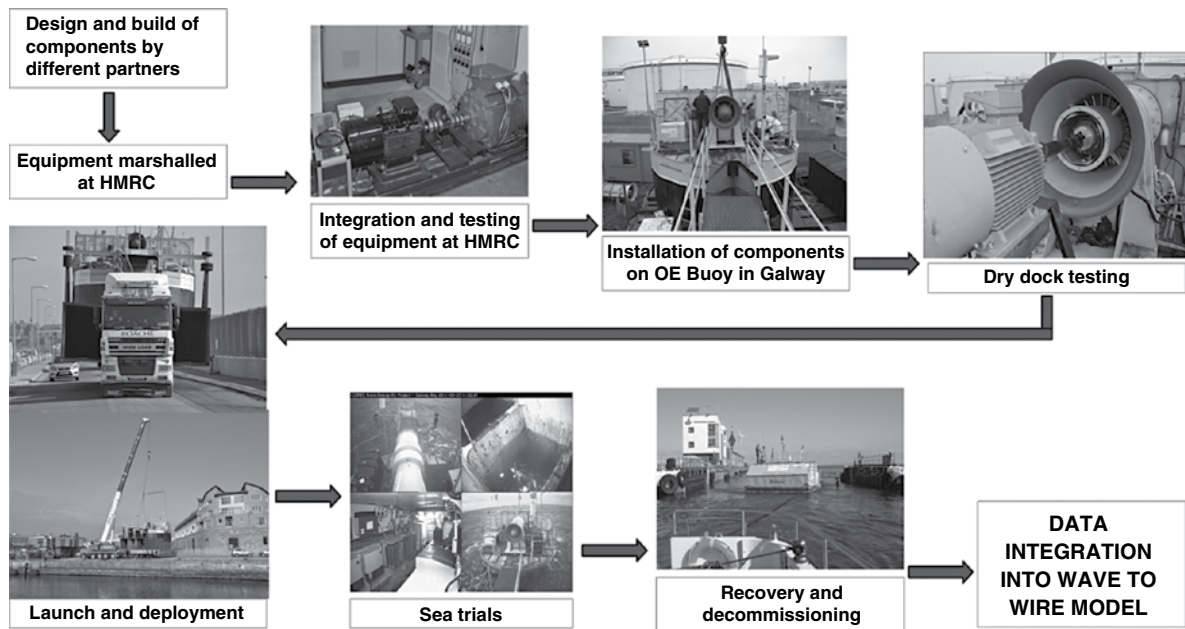 Design and build of
components by
different partners
Equipment marshalled
at HMRC
Integration and testing
of equipment at HMRC
Installation of components
on OE Buoy in Galway
Dry dock testing
Launch and deployment
Sea trials
Recovery and
decommissioning
DATA
INTEGRATION
INTO WAVE TO
WIRE MODEL